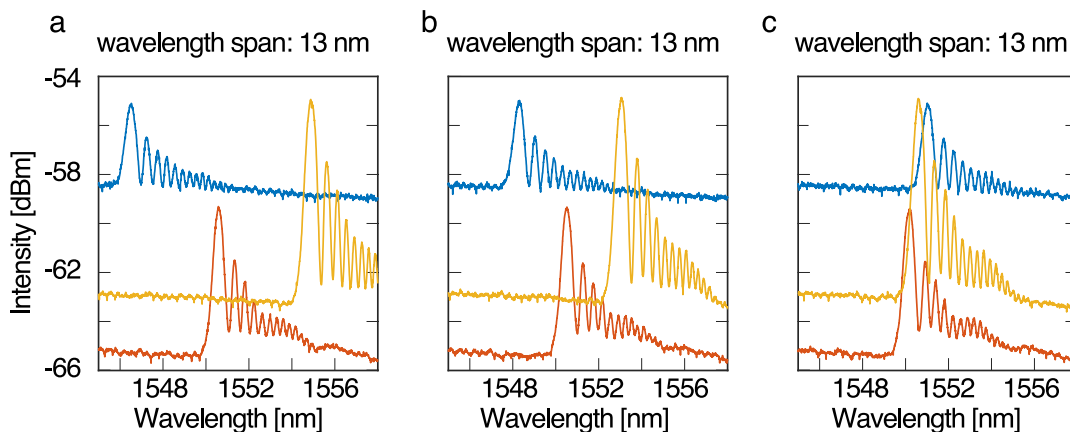 a
wavelength span: 13 nm
b
wavelength span: 13 nm
c
wavelength span: 13 nm
Intensity [dBm]
-54
-58
-62
-66
1548
1552
1556
Wavelength [nm]
1548
1552
1556
Wavelength [nm]
1548
1552
1556
Wavelength [nm]